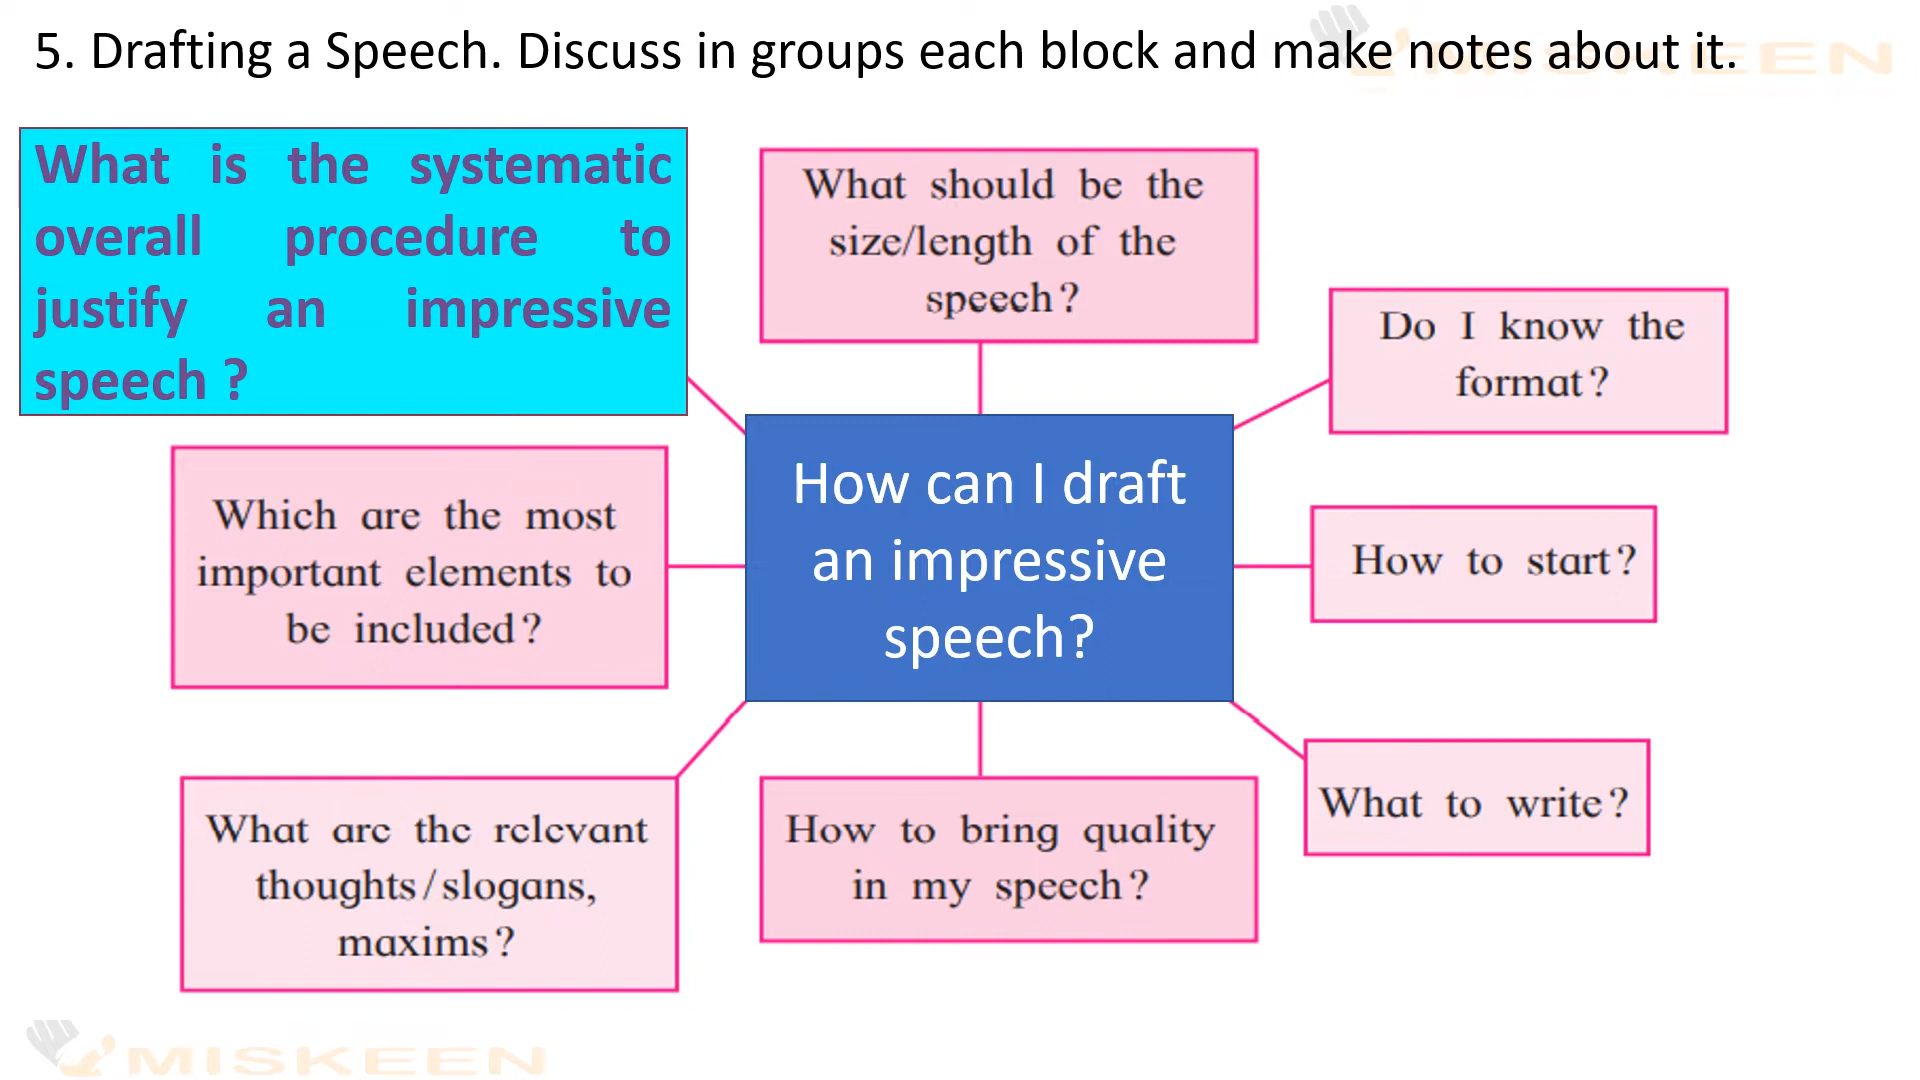 5. Drafting a Speech. Discuss in groups each block and make notes about it.
MISKEEN
What is the systematic
overall procedure to
justify an impressive
speech ?
What should be the
size/length of the
speech?
Do I know the
format?
Which are the most
important elements to
be included?
How can I draft
an impressive
speech?
How to start?
What are the relevant
thoughts/slogans,
maxims?
How to bring quality
in my speech?
What to write?
MISKEEN